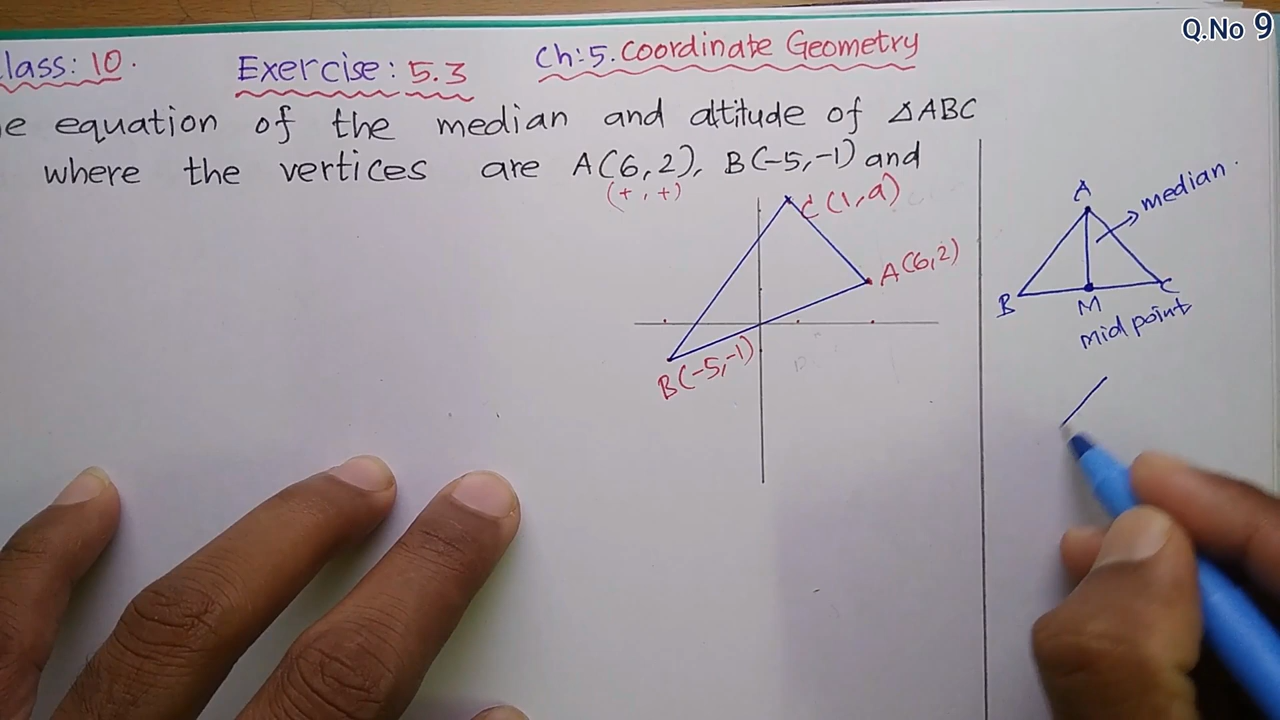 Q.No 9
lass: 10. Exercise: 5.3 Ch:5. Coordinate Geometry
e equation of the median and altitude of △ABC
where the vertices are A(6,2), B(-5,-1) and
(+,+)
C(1,9)
A(6,2)
B(-5,-1)
A
median.
B M C
mid point